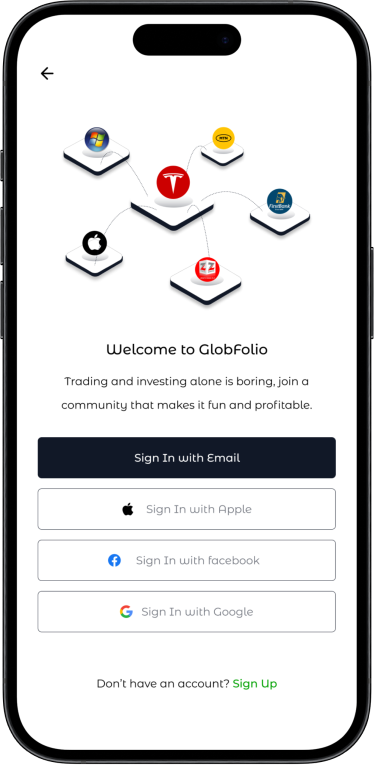 MTN
FirstBank
Welcome to GlobFolio
Trading and investing alone is boring, join a
community that makes it fun and profitable.
Sign In with Email
Sign In with Apple
Sign In with facebook
Sign In with Google
Don't have an account? Sign Up